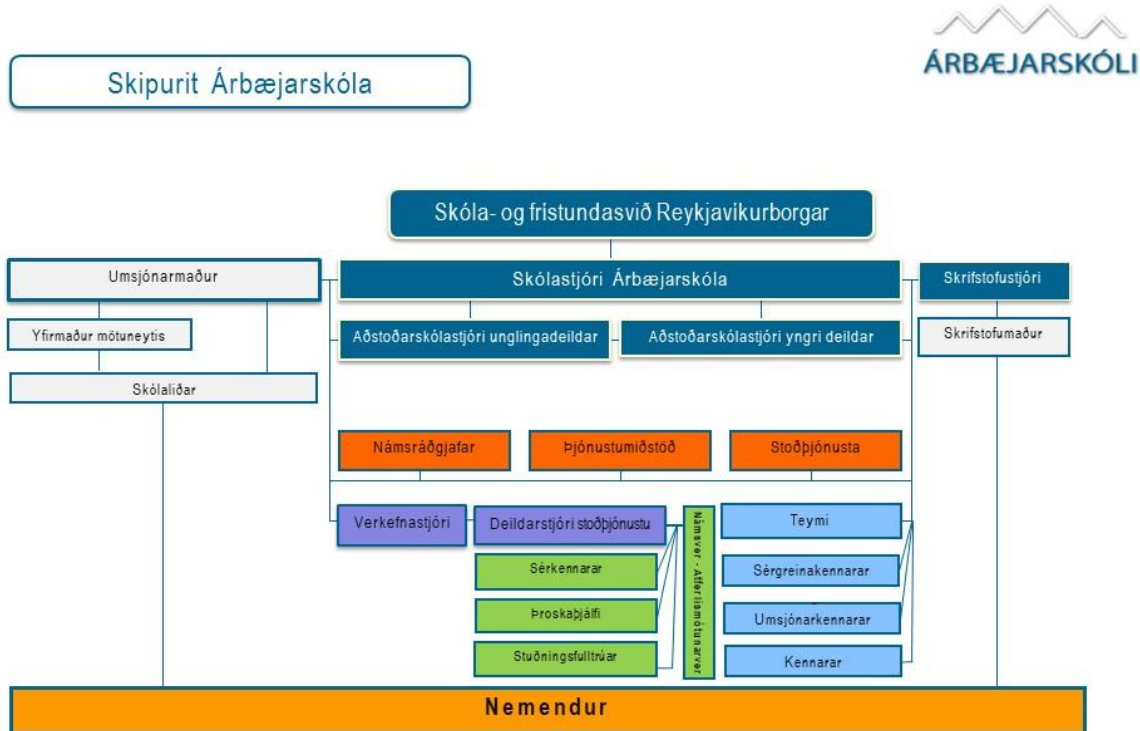 ÁRBÆJARSKÓLI
Skipurit Árbæjarskóla
Skóla- og frístundasvið Reykjavíkurborgar
Umsjónarmaður
Skólastjóri Árbæjarskóla
Skrifstofustjóri
Yfirmaður mötuneytis
Aðstoðarskólastjóri unglingadeildar
Aðstoðarskólastjóri yngri deildar
Skrifstofumaður
Skólaliðar
Námsráðgjafar
Þjónustumiðstöð
Stoðþjónusta
Verkefnastjóri
Deildarstjóri stoðþjónustu
Námsver - Atferlismótunarver
Teymi
Sérkennarar
Sérgreinakennarar
Þroskaþjálfi
Umsjónarkennarar
Stuðningsfulltrúar
Kennarar
Nemendur